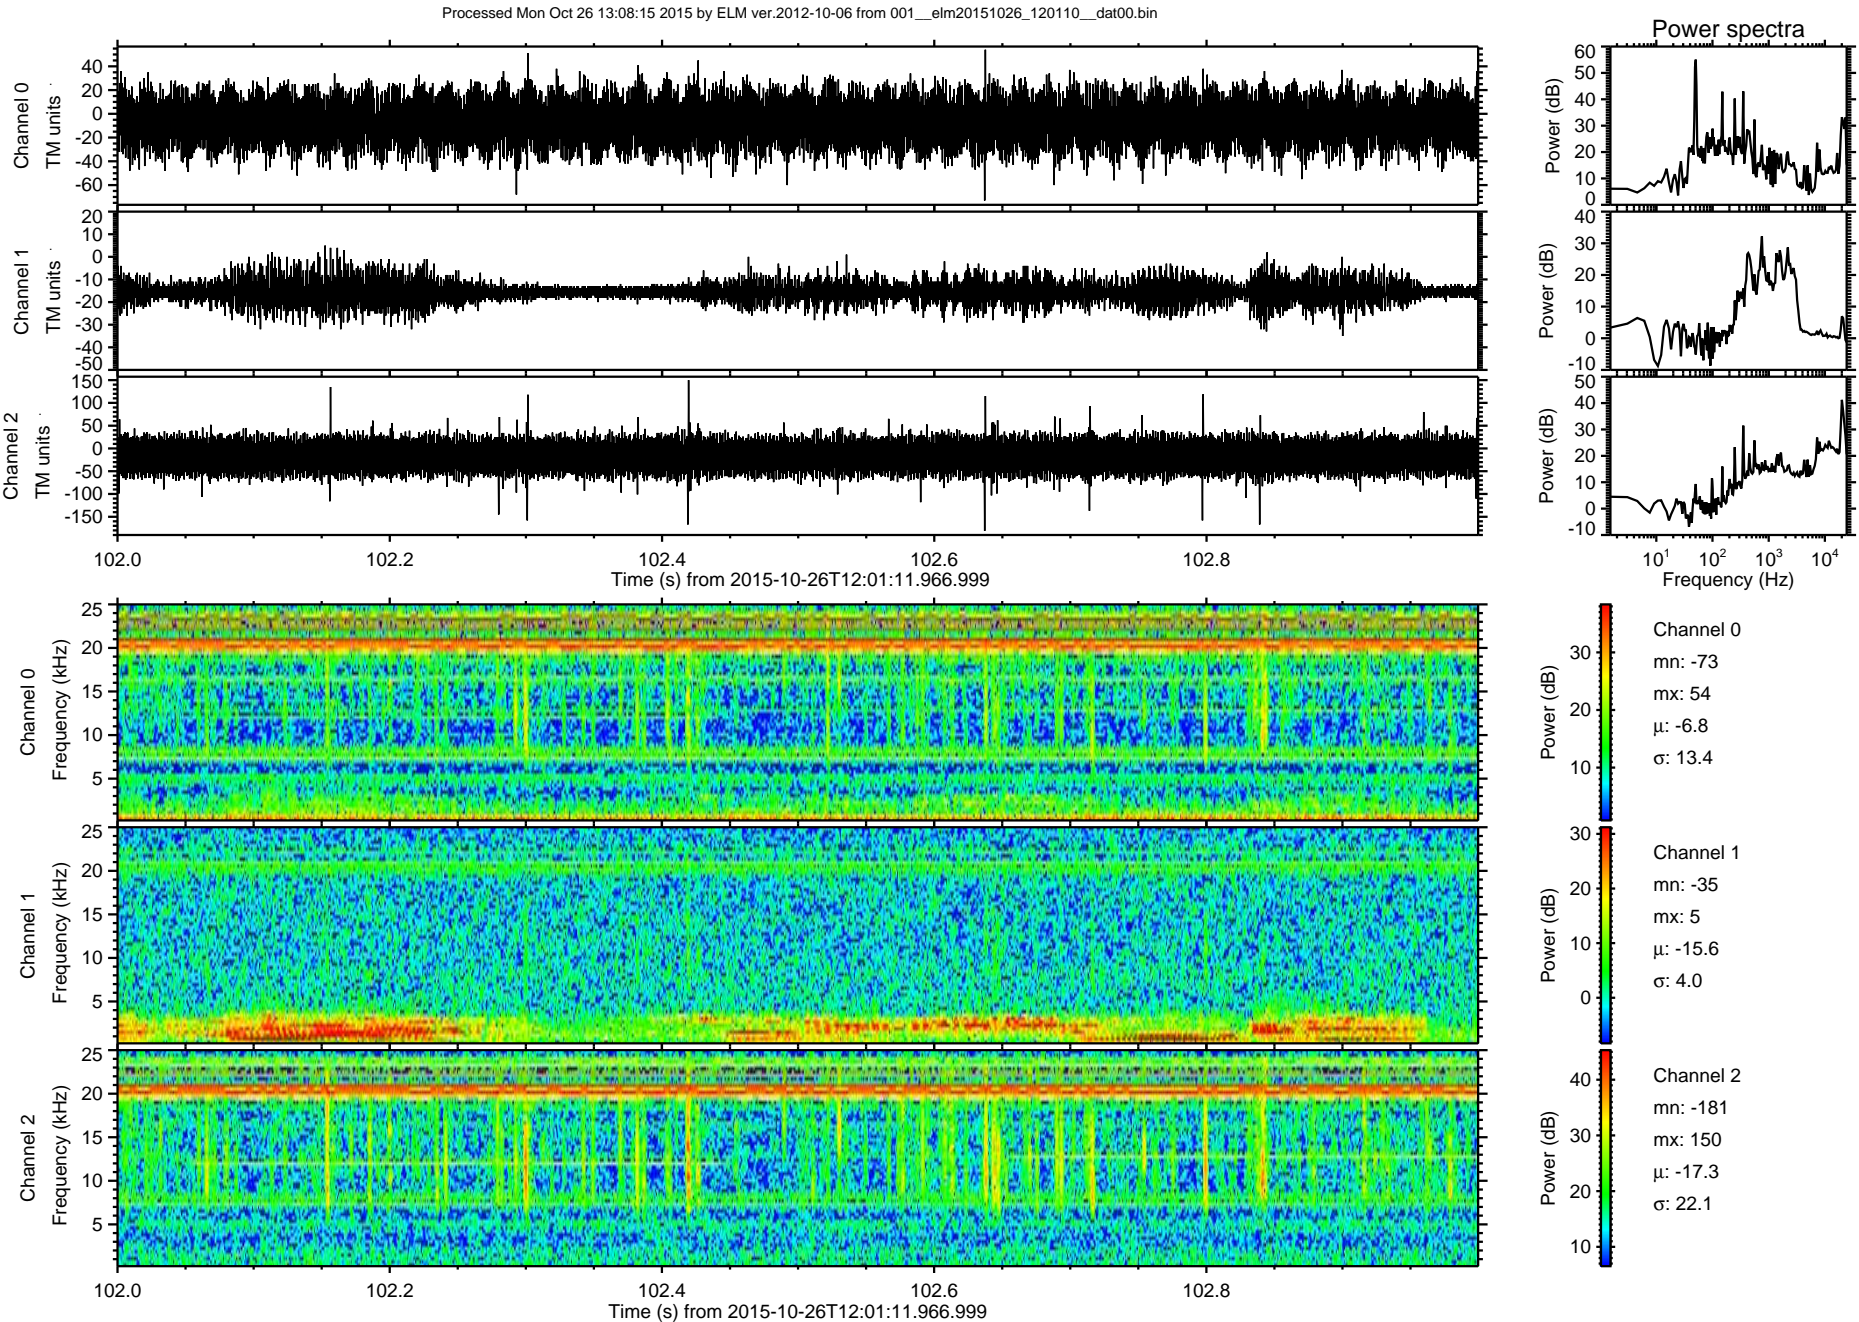 Processed Mon Oct 26 13:08:15 2015 by ELM ver.2012-10-06 from 001__elm20151026_120110__dat00.bin
Power spectra
Channel 0
TM units
40
20
0
-20
-40
-60
Power (dB)
60
50
40
30
20
10
0
Channel 1
TM units
20
10
0
-10
-20
-30
-40
-50
Power (dB)
40
30
20
10
0
-10
Channel 2
TM units
150
100
50
0
-50
-100
-150
Power (dB)
50
40
30
20
10
0
-10
102.0 102.2 102.4 102.6 102.8
Time (s) from 2015-10-26T12:01:11.966.999
10¹ 10² 10³ 10⁴
Frequency (Hz)
Channel 0
Frequency (kHz)
25
20
15
10
5
Power (dB)
30
20
10
Channel 0
mn: -73
mx: 54
μ: -6.8
σ: 13.4
Channel 1
Frequency (kHz)
25
20
15
10
5
Power (dB)
30
20
10
0
Channel 1
mn: -35
mx: 5
μ: -15.6
σ: 4.0
Channel 2
Frequency (kHz)
25
20
15
10
5
Power (dB)
40
30
20
10
Channel 2
mn: -181
mx: 150
μ: -17.3
σ: 22.1
102.0 102.2 102.4 102.6 102.8
Time (s) from 2015-10-26T12:01:11.966.999